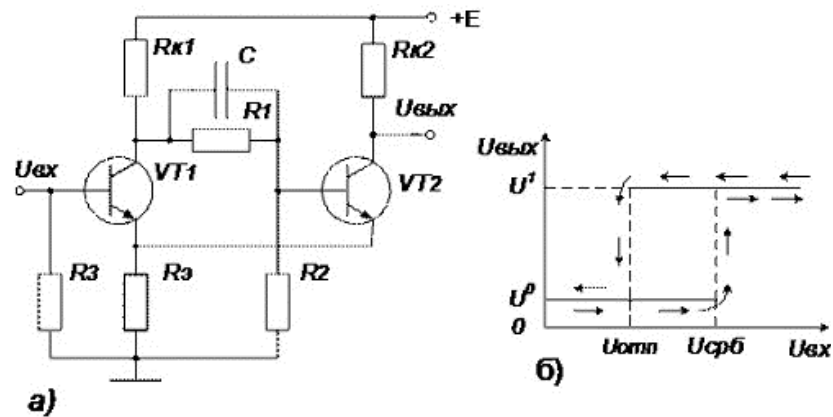 +E
Rк1
C
Rк2
R1
Uвых
Uвх
VT1
VT2
R3
Rэ
R2
а)
Uвых
U¹
U⁰
0
Uотп
Uсрб
Uвх
б)